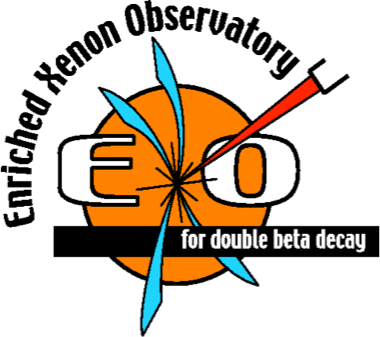 Enriched Xenon Observatory
EXO
for double beta decay